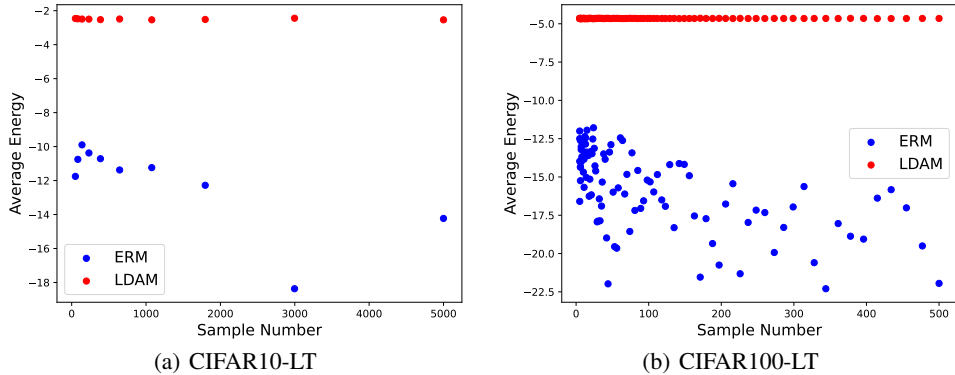 −2
−4
−6
−8
−10
−12
−14
−16
−18
Average Energy
ERM
LDAM
0
1000
2000
3000
4000
5000
Sample Number
(a) CIFAR10-LT
−5.0
−7.5
−10.0
−12.5
−15.0
−17.5
−20.0
−22.5
Average Energy
ERM
LDAM
0
100
200
300
400
500
Sample Number
(b) CIFAR100-LT